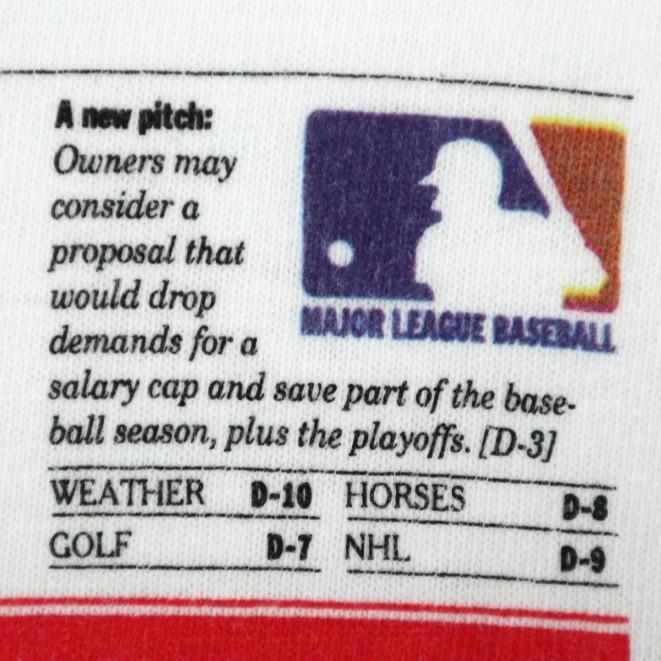 A new pitch:
Owners may
consider a
proposal that
would drop
demands for a
salary cap and save part of the base-
ball season, plus the playoffs. [D-3]
MAJOR LEAGUE BASEBALL
WEATHER D-10 HORSES D-8
GOLF D-7 NHL D-9